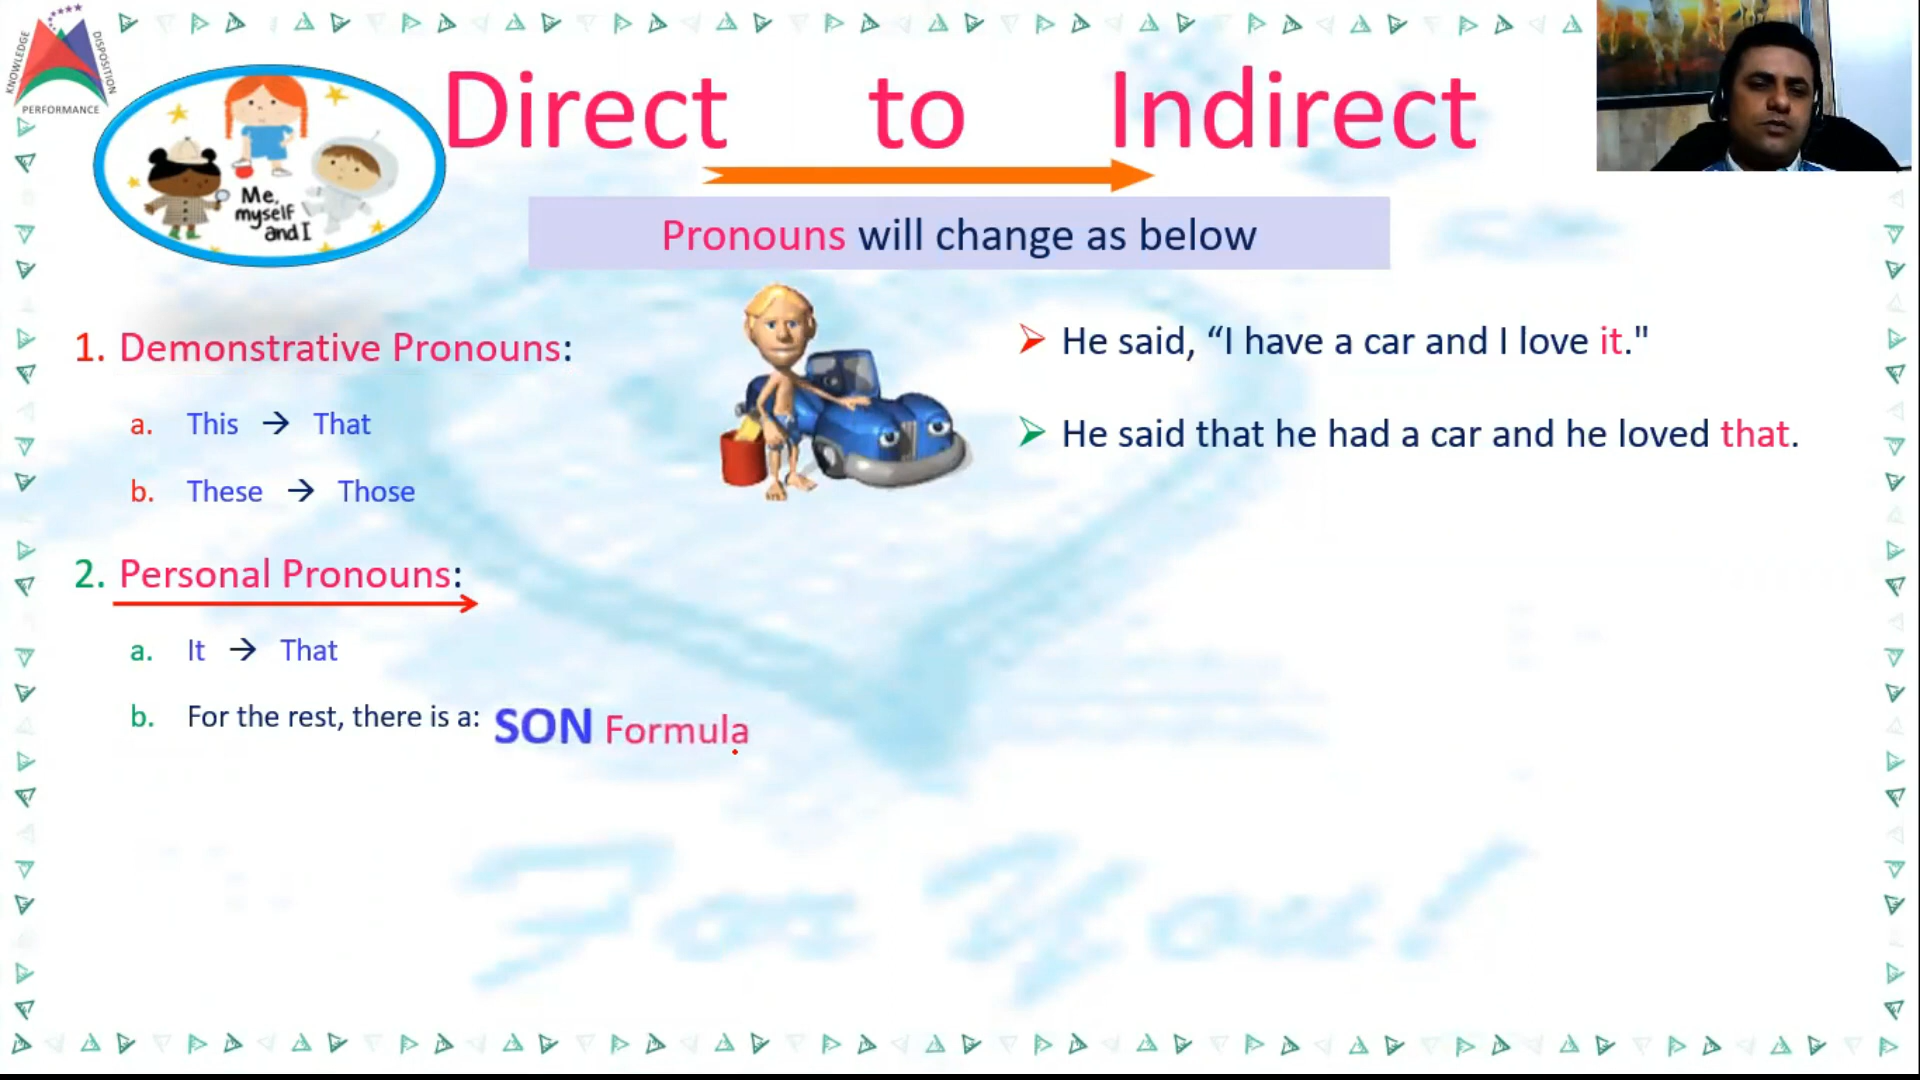 KNOWLEDGE
DISPOSITION
PERFORMANCE
Me,
myself
and I
Direct to Indirect
Pronouns will change as below
1. Demonstrative Pronouns:
a. This → That
b. These → Those
2. Personal Pronouns:
a. It → That
b. For the rest, there is a: SON Formula
➢ He said, “I have a car and I love it."
➢ He said that he had a car and he loved that.
For You!